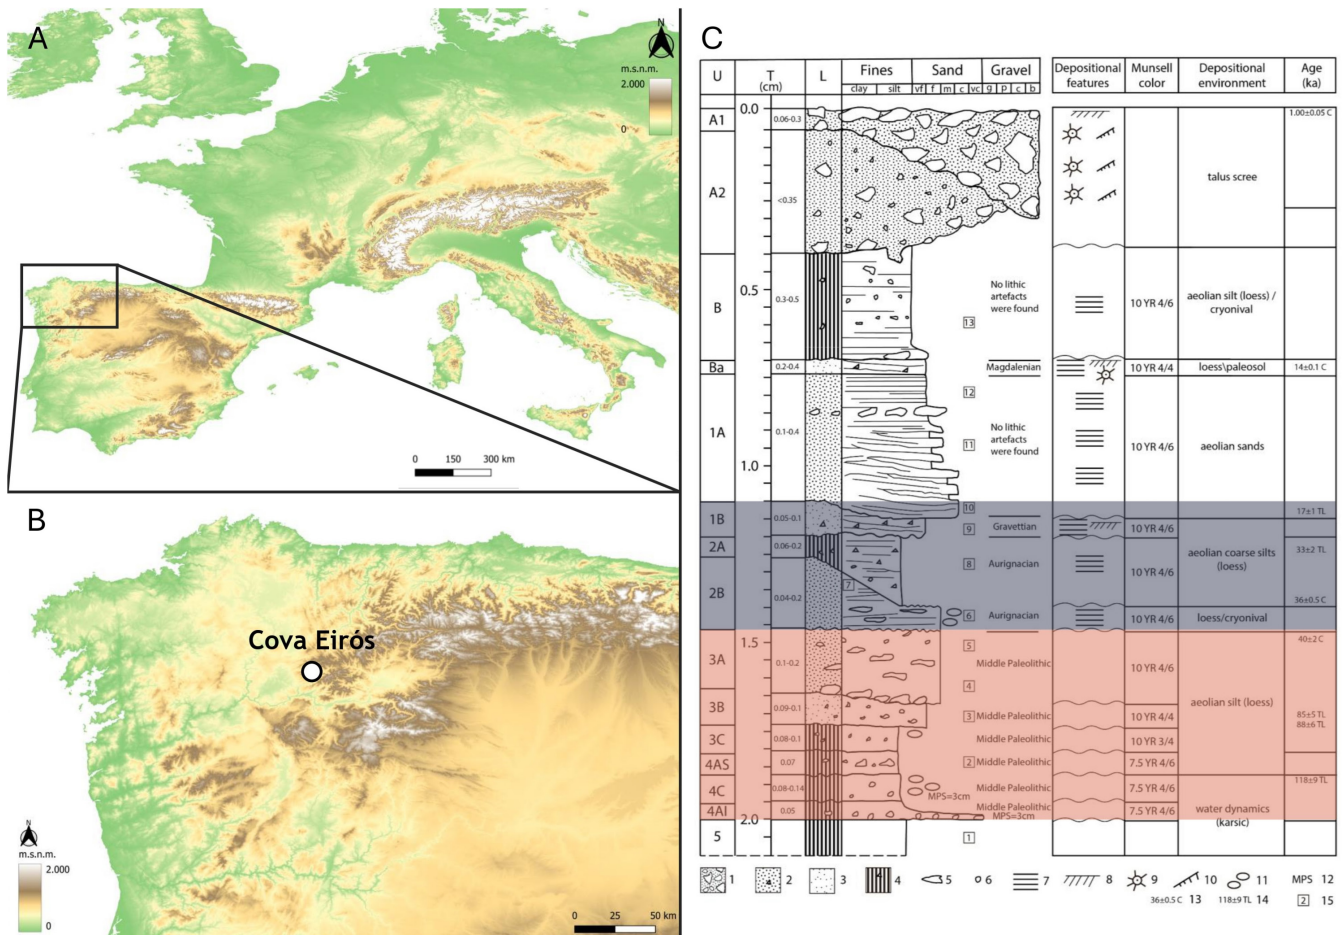 A
N
m.s.n.m.
2.000
0
0 150 300 km
B
Cova Eirós
N
m.s.n.m.
2.000
0
0 25 50 km
C
U
T
(cm)
L
Fines
Sand
Gravel
clay
silt
vf
f
m
c
vc
g
p
c
b
Depositional
features
Munsell
color
Depositional
environment
Age
(ka)
0.0
A1
0.06-0.3
1.00±0.05 C
A2
<0.35
talus scree
B
0.5
0.3-0.5
No lithic
artefacts
were found
13
10 YR 4/6
aeolian silt (loess) /
cryonival
Ba
0.2-0.4
Magdalenian
10 YR 4/4
loess\paleosol
14±0.1 C
1A
0.1-0.4
12
No lithic
artefacts
were found
11
10 YR 4/6
aeolian sands
1.0
10
17±1 TL
1B
0.05-0.1
9
Gravettian
10 YR 4/6
2A
0.06-0.2
8
Aurignacian
10 YR 4/6
aeolian coarse silts
(loess)
33±2 TL
2B
0.04-0.2
7
36±0.5 C
6
Aurignacian
10 YR 4/6
loess/cryonival
1.5
3A
0.1-0.2
5
Middle Paleolithic
4
10 YR 4/6
40±2 C
aeolian silt (loess)
3B
0.09-0.1
3
Middle Paleolithic
10 YR 4/4
85±5 TL
88±6 TL
3C
0.08-0.1
Middle Paleolithic
10 YR 3/4
4AS
0.07
2
Middle Paleolithic
7.5 YR 4/6
4C
0.08-0.14
Middle Paleolithic
MPS=3cm
7.5 YR 4/6
118±9 TL
4AI
0.05
Middle Paleolithic
MPS=3cm
7.5 YR 4/6
water dynamics
(karsic)
2.0
5
1
1
2
3
4
5
6
7
8
9
10
11
MPS 12
36±0.5 C 13
118±9 TL 14
2 15